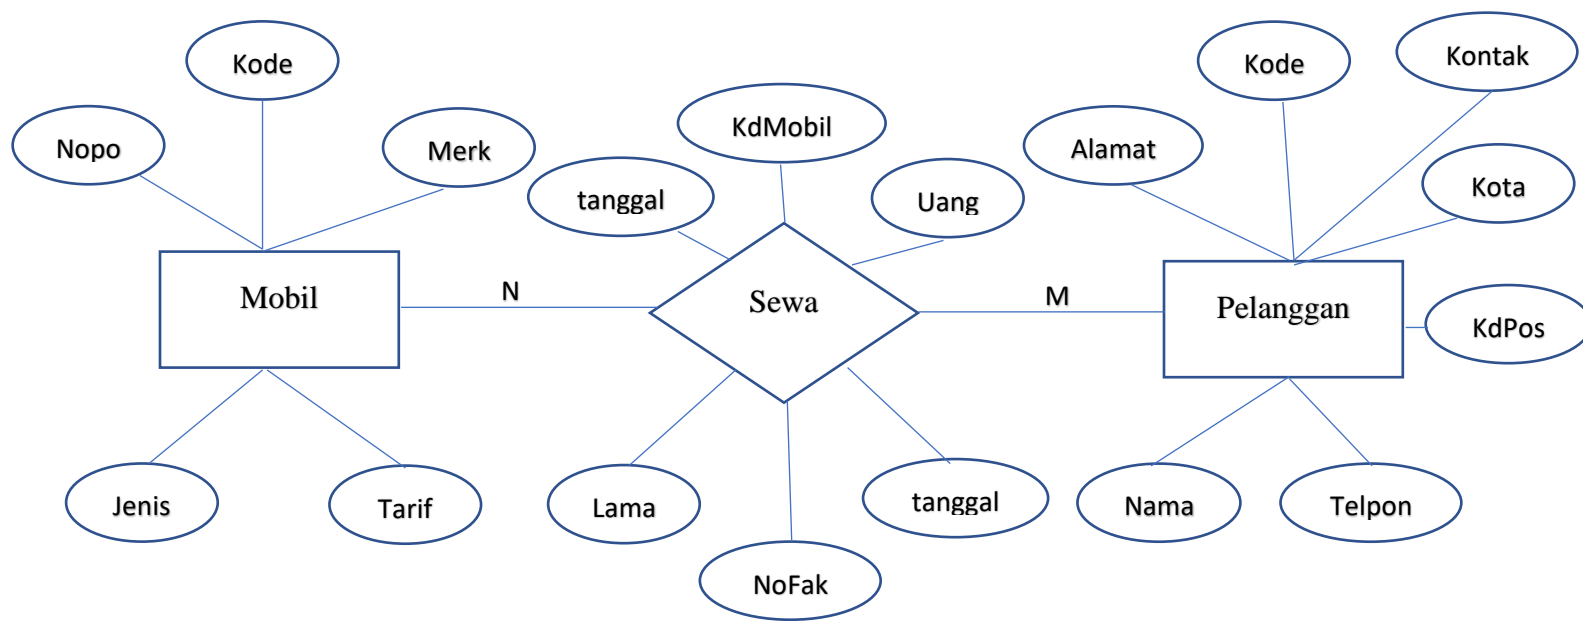 Kode
Nopo
Merk
Mobil
Jenis
Tarif
N
KdMobil
tanggal
Uang
Sewa
Lama
NoFak
tanggal
M
Kode
Kontak
Alamat
Kota
Pelanggan
KdPos
Nama
Telpon